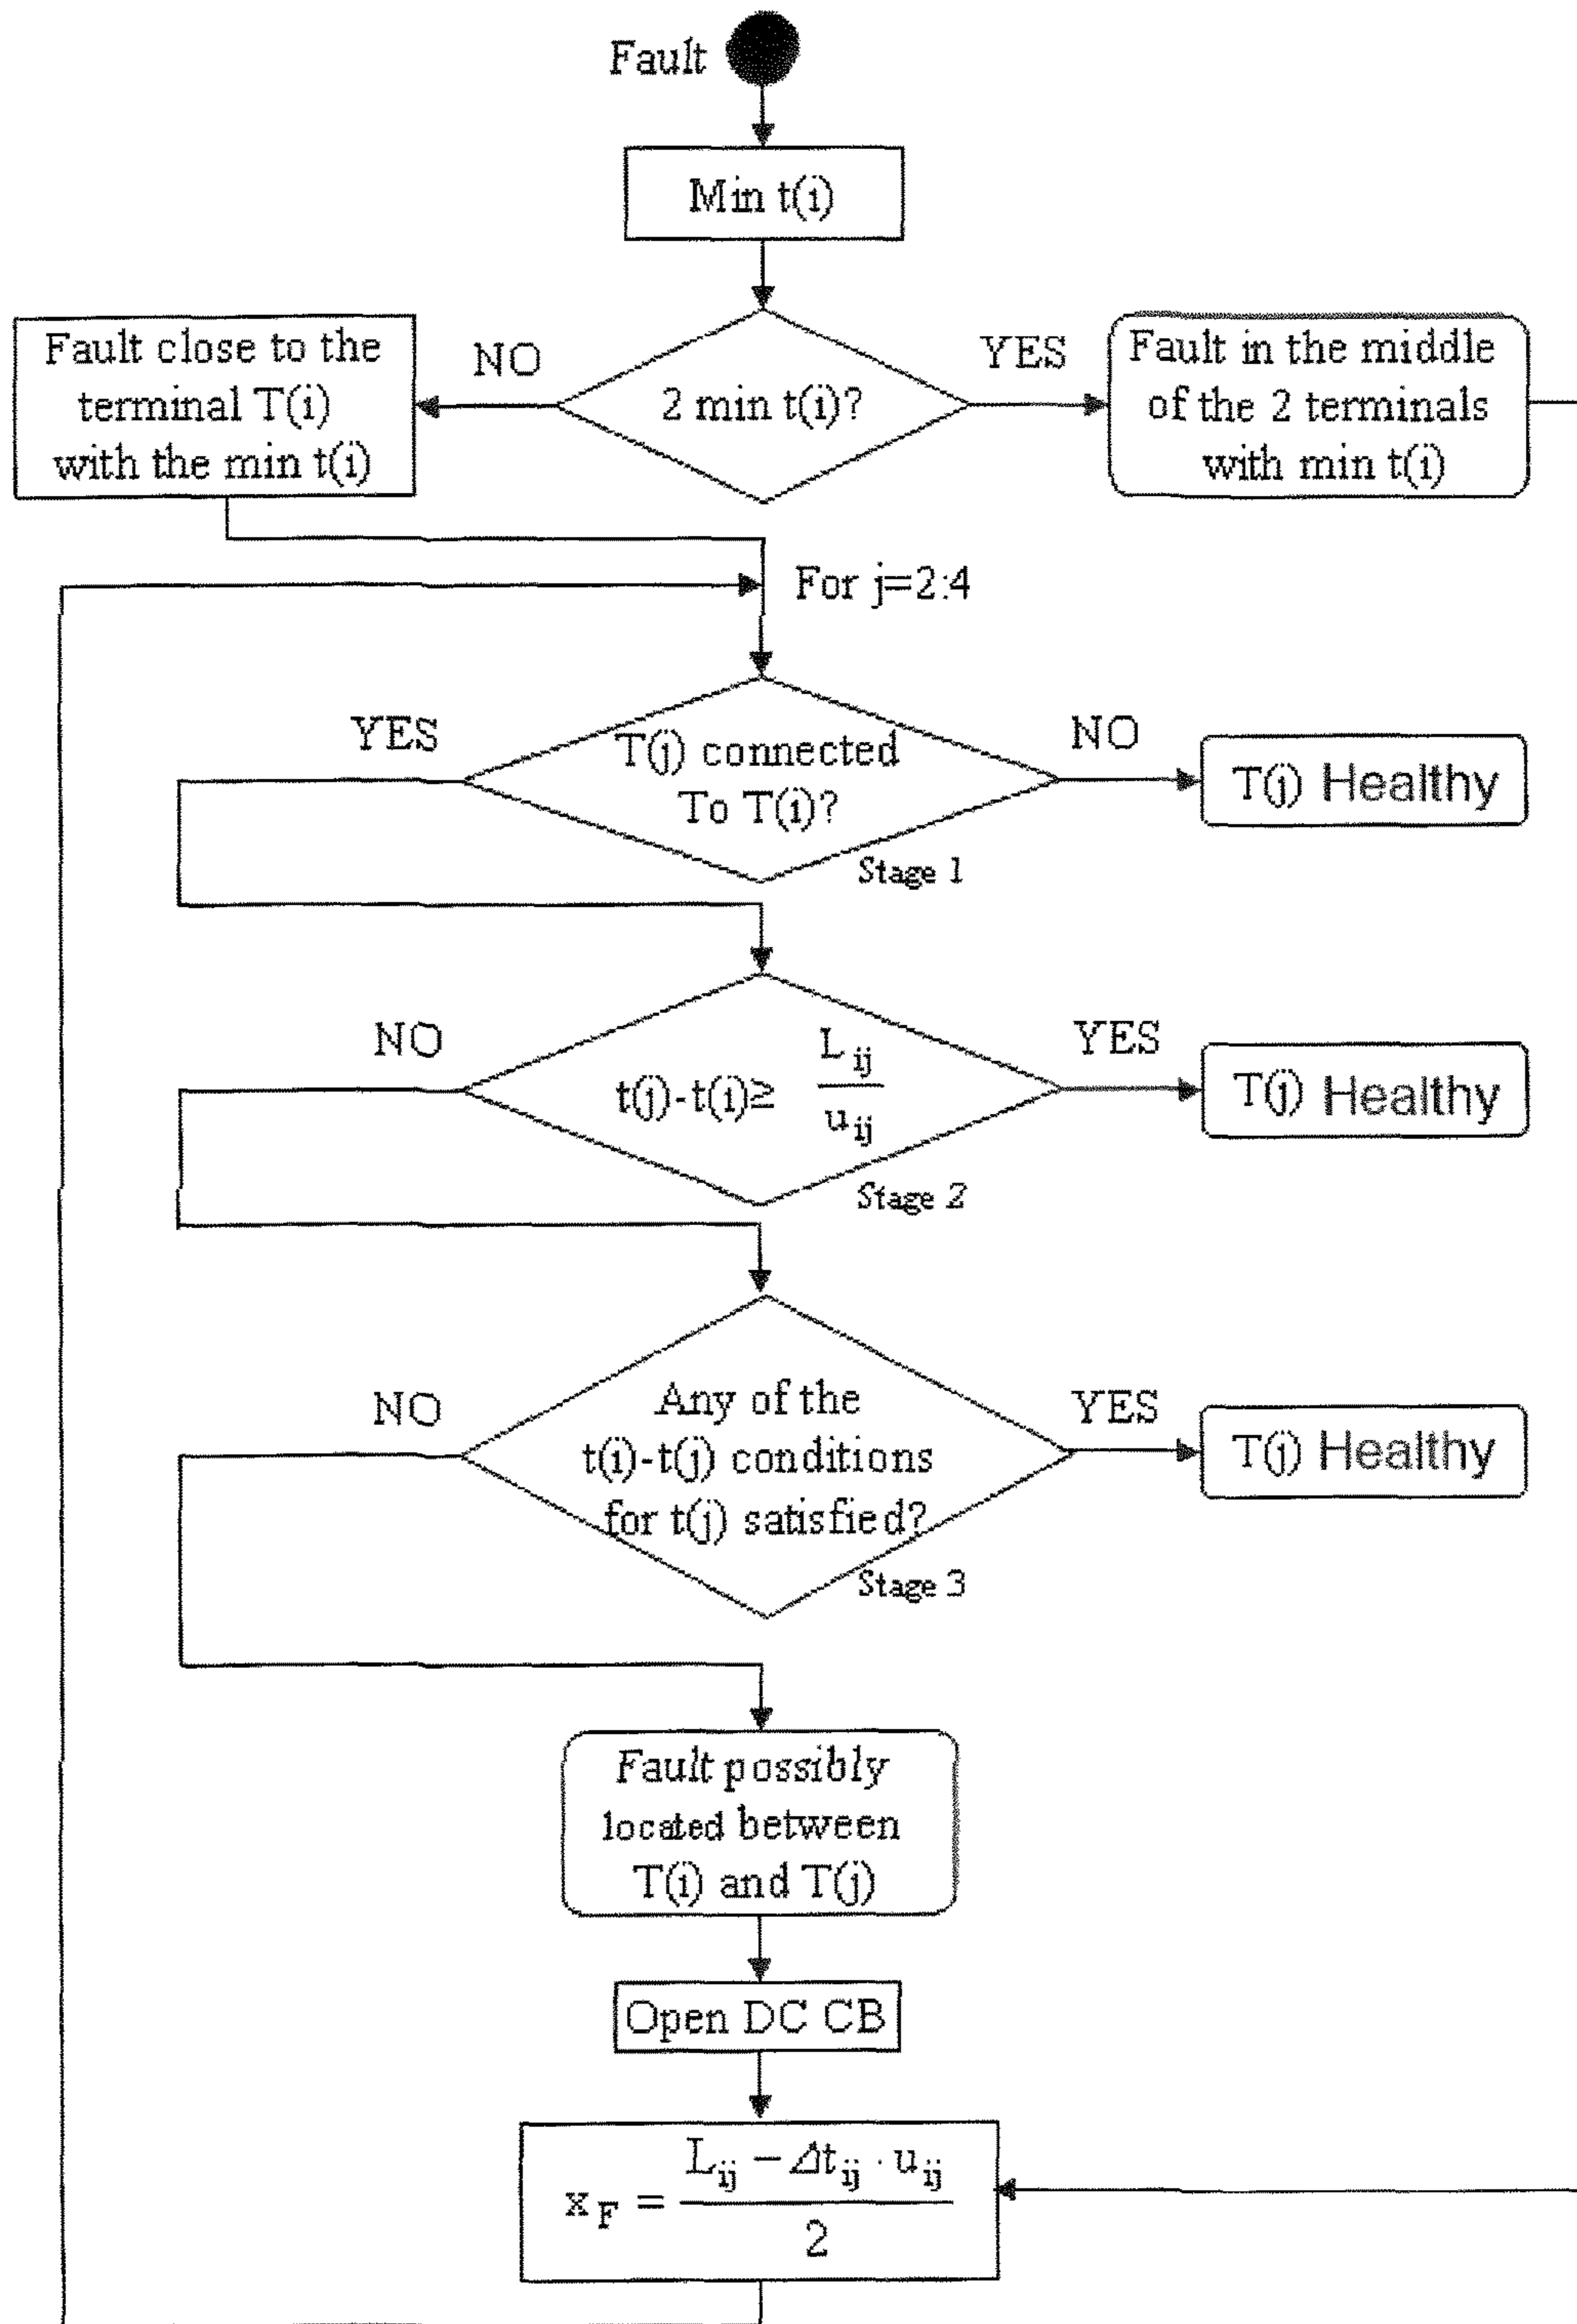 Fault
Min t(i)
Fault close to the
terminal T(i)
with the min t(i)
NO
2 min t(i)?
YES
Fault in the middle
of the 2 terminals
with min t(i)
For j=2:4
YES
T(j) connected
To T(i)?
Stage 1
NO
T(j) Healthy
NO
t(j)-t(i)≥ L_ij / u_ij
Stage 2
YES
T(j) Healthy
NO
Any of the
t(i)-t(j) conditions
for t(j) satisfied?
Stage 3
YES
T(j) Healthy
Fault possibly
located between
T(i) and T(j)
Open DC CB
x_F = (L_ij − Δt_ij · u_ij) / 2